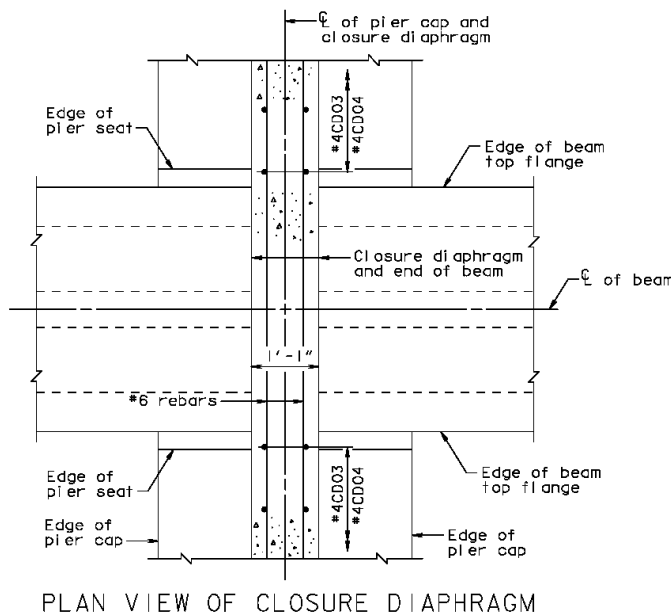 ℄ of pier cap and
closure diaphragm
Edge of
pier seat
#4CD03
#4CD04
Edge of beam
top flange
Closure diaphragm
and end of beam
℄ of beam
1'-1"
#6 rebars
Edge of
pier seat
#4CD03
#4CD04
Edge of beam
top flange
Edge of
pier cap
Edge of
pier cap
PLAN VIEW OF CLOSURE DIAPHRAGM